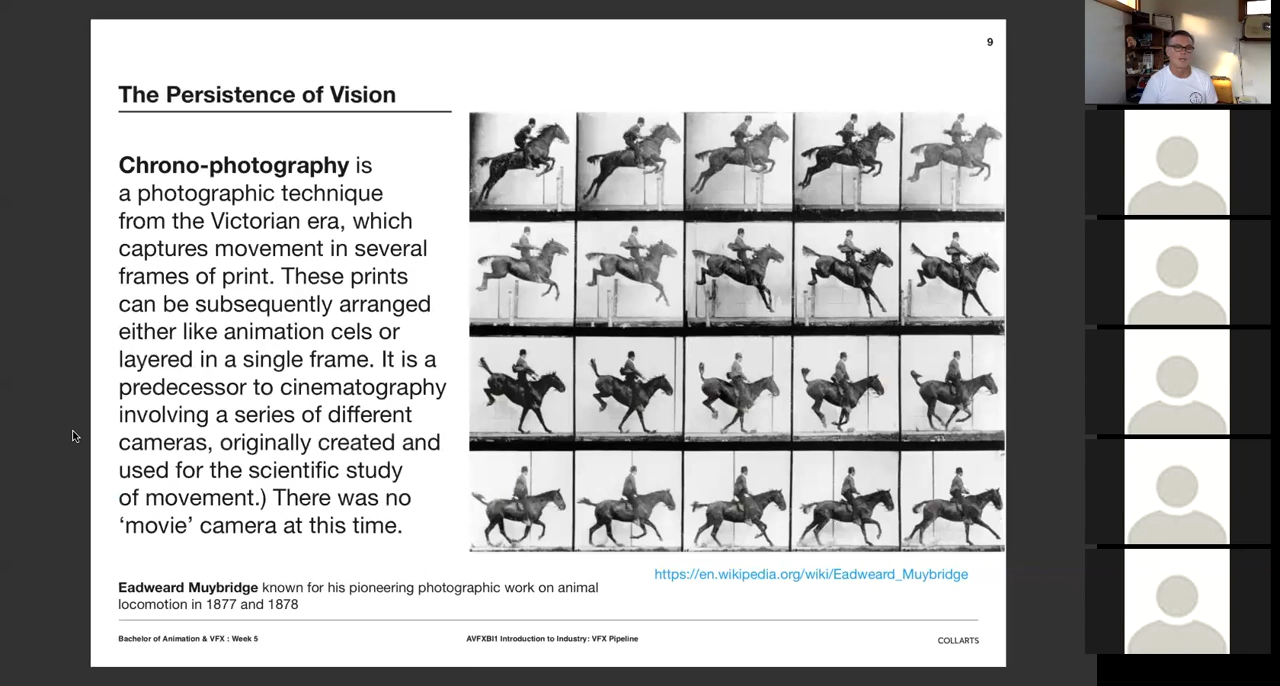 9
The Persistence of Vision
Chrono-photography is
a photographic technique
from the Victorian era, which
captures movement in several
frames of print. These prints
can be subsequently arranged
either like animation cels or
layered in a single frame. It is a
predecessor to cinematography
involving a series of different
cameras, originally created and
used for the scientific study
of movement.) There was no
‘movie’ camera at this time.
https://en.wikipedia.org/wiki/Eadweard_Muybridge
Eadweard Muybridge known for his pioneering photographic work on animal
locomotion in 1877 and 1878
Bachelor of Animation & VFX : Week 5
AVFXBI1 Introduction to Industry: VFX Pipeline
COLLARTS